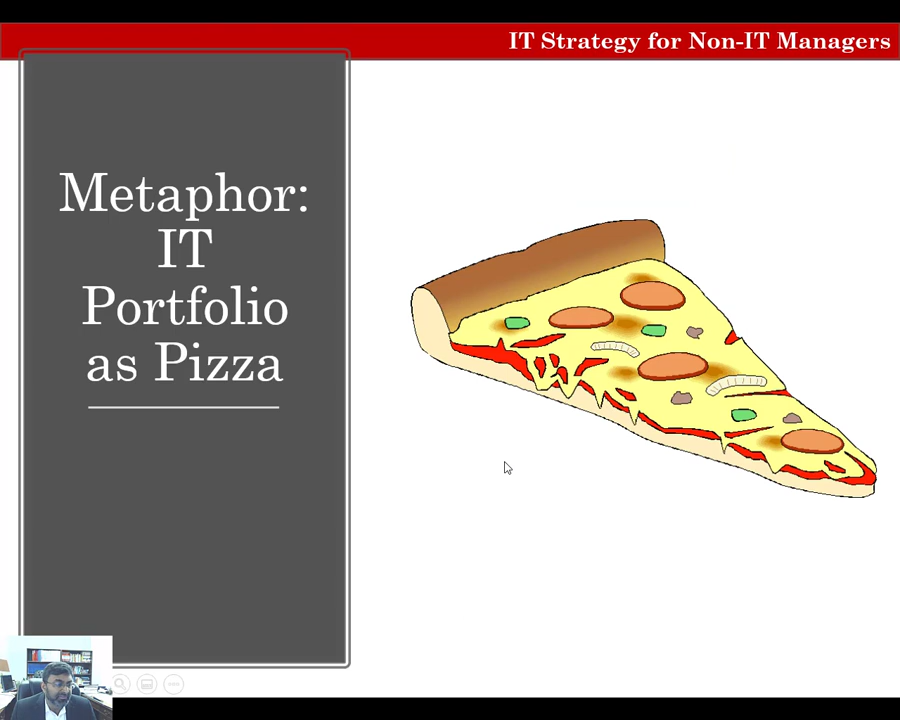 IT Strategy for Non-IT Managers
Metaphor:
IT
Portfolio
as Pizza